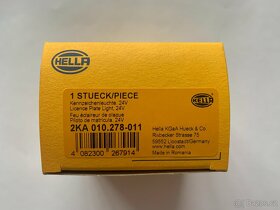 HELLA
1 STUECK/PIECE
Kennzeichenleuchte, 24V
Licence Plate Light, 24V
Feu éclaireur de plaque
Piloto de matrícula, 24V
2KA 010.278-011
4 082300 267914
Hella KGaA Hueck & Co.
Rixbecker Strasse 75
59552 Lippstadt/Germany
www.hella.com
Made in Romania